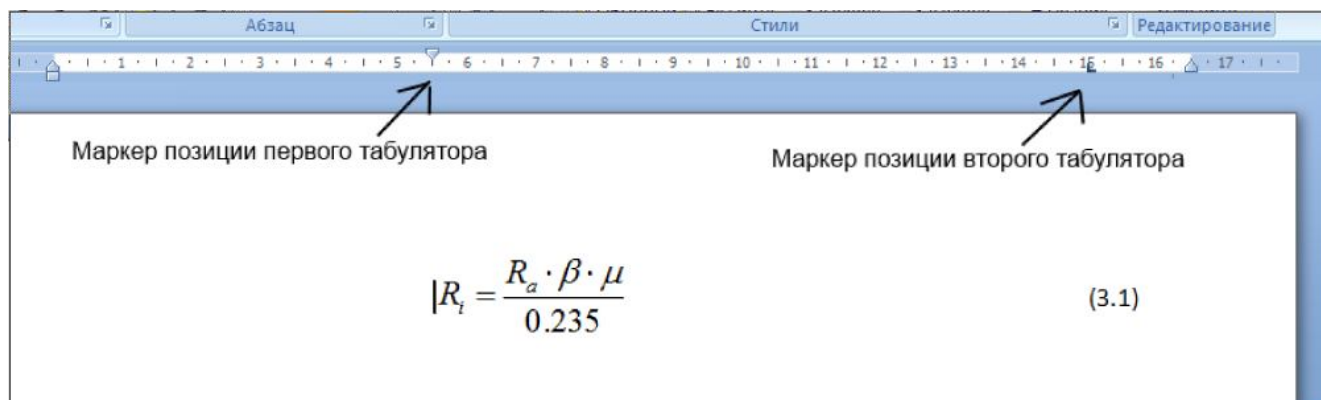 Абзац Стили Редактирование
1 2 3 4 5 6 7 8 9 10 11 12 13 14 15 16 17
Маркер позиции первого табулятора
Маркер позиции второго табулятора
R_i = \frac{R_a · β · μ}{0.235} (3.1)